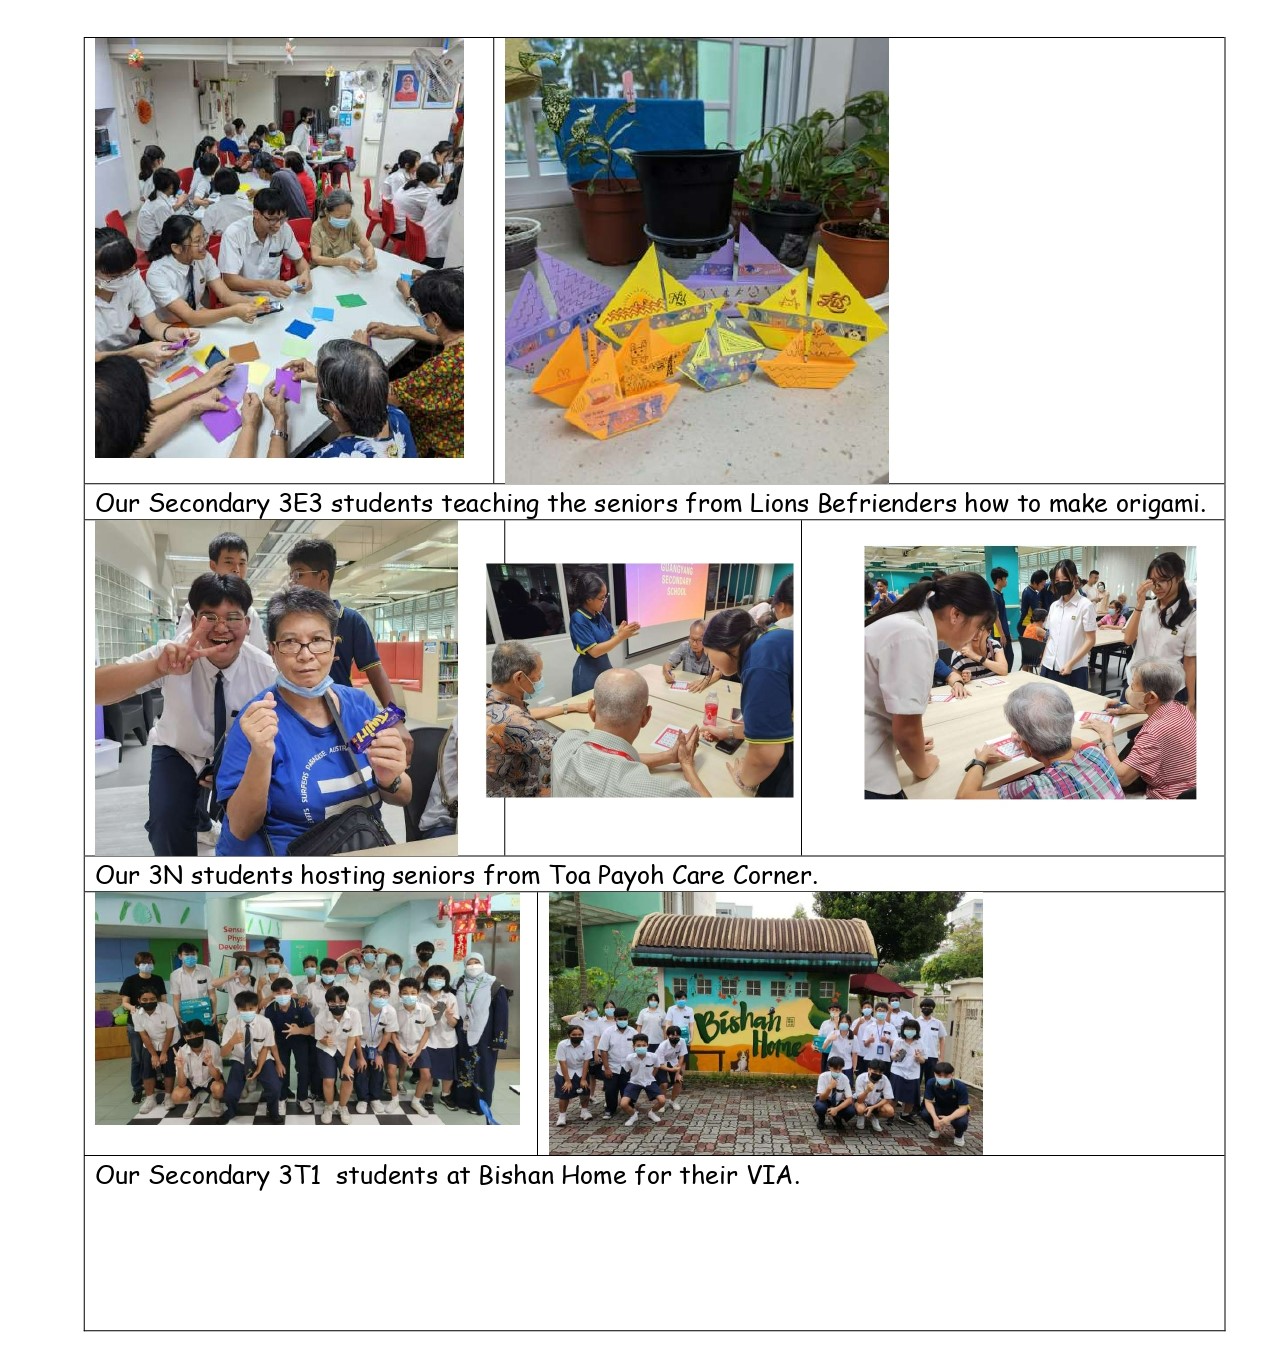 Our Secondary 3E3 students teaching the seniors from Lions Befrienders how to make origami.
SURFERS PARADISE
GUANGYANG
SECONDARY
SCHOOL
Our 3N students hosting seniors from Toa Payoh Care Corner.
Bishan
Home
Our Secondary 3T1 students at Bishan Home for their VIA.